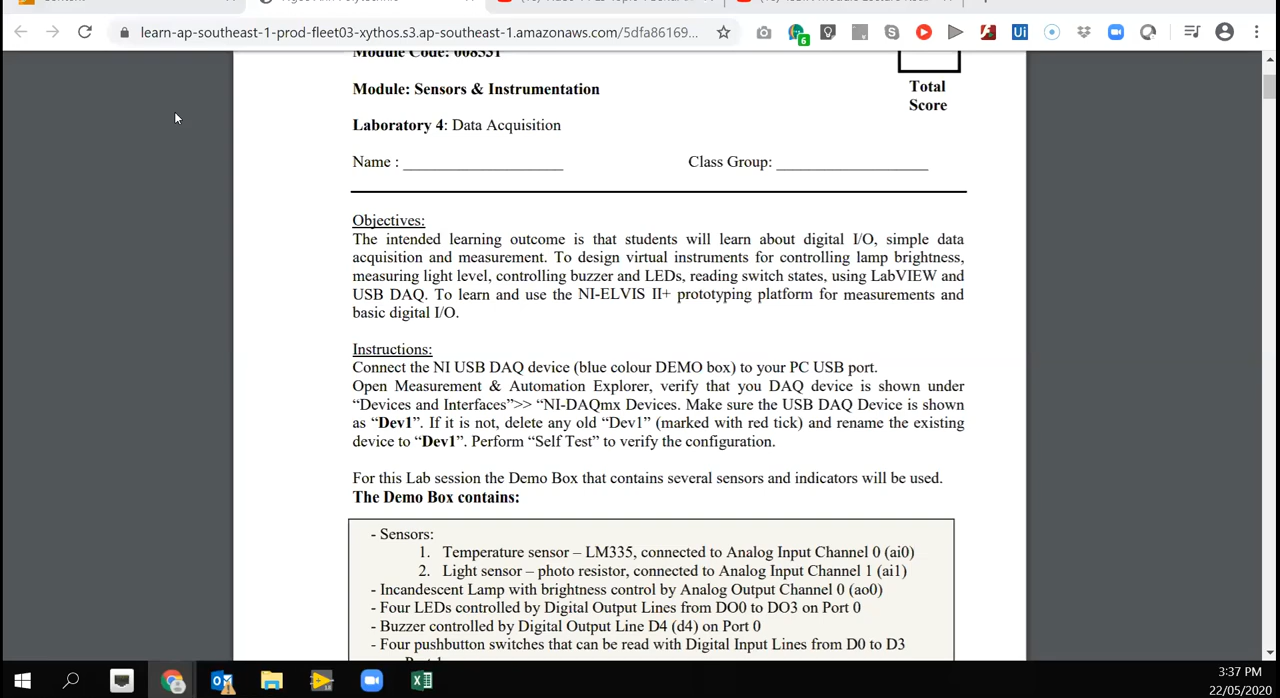 learn-ap-southeast-1-prod-fleet03-xythos.s3.ap-southeast-1.amazonaws.com/5dfa86169...
6
Ui
Module Code: 008531
Total
Score
Module: Sensors & Instrumentation
Laboratory 4: Data Acquisition
Name : ____________________ Class Group: ___________________
Objectives:
The intended learning outcome is that students will learn about digital I/O, simple data
acquisition and measurement. To design virtual instruments for controlling lamp brightness,
measuring light level, controlling buzzer and LEDs, reading switch states, using LabVIEW and
USB DAQ. To learn and use the NI-ELVIS II+ prototyping platform for measurements and
basic digital I/O.
Instructions:
Connect the NI USB DAQ device (blue colour DEMO box) to your PC USB port.
Open Measurement & Automation Explorer, verify that you DAQ device is shown under
“Devices and Interfaces”>> “NI-DAQmx Devices. Make sure the USB DAQ Device is shown
as “Dev1”. If it is not, delete any old “Dev1” (marked with red tick) and rename the existing
device to “Dev1”. Perform “Self Test” to verify the configuration.
For this Lab session the Demo Box that contains several sensors and indicators will be used.
The Demo Box contains:
- Sensors:
1. Temperature sensor – LM335, connected to Analog Input Channel 0 (ai0)
2. Light sensor – photo resistor, connected to Analog Input Channel 1 (ai1)
- Incandescent Lamp with brightness control by Analog Output Channel 0 (ao0)
- Four LEDs controlled by Digital Output Lines from DO0 to DO3 on Port 0
- Buzzer controlled by Digital Output Line D4 (d4) on Port 0
- Four pushbutton switches that can be read with Digital Input Lines from D0 to D3
3:37 PM
22/05/2020